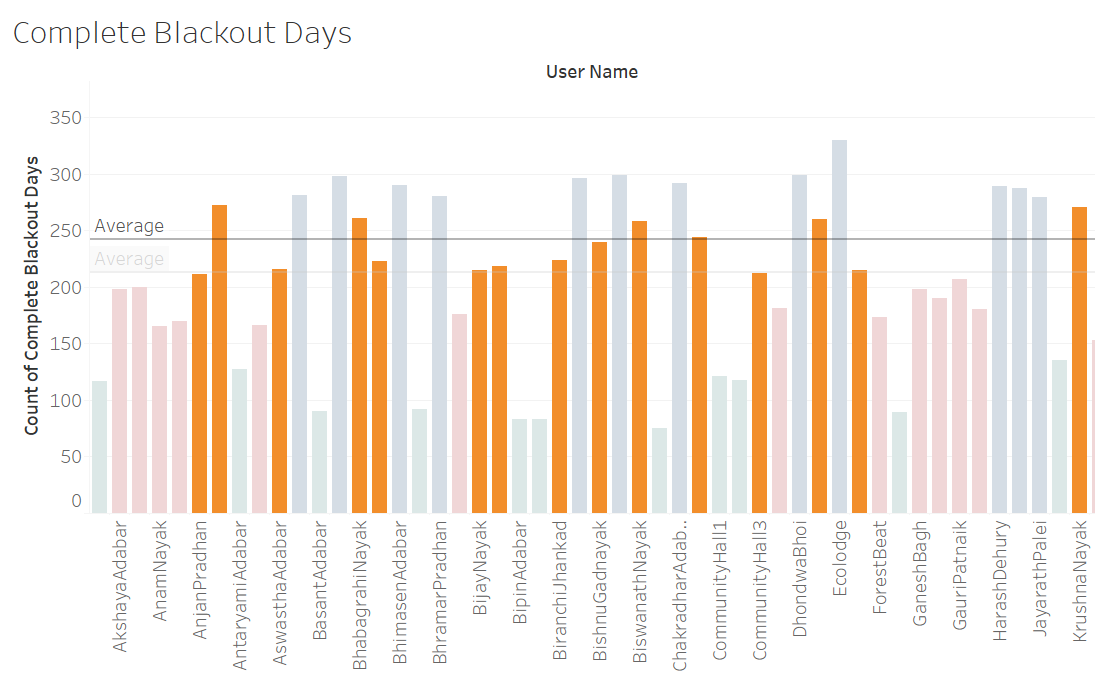 Complete Blackout Days
User Name
Count of Complete Blackout Days
350
300
250
200
150
100
50
0
Average
Average
AkshayaAdabar
AnamNayak
AnjanPradhan
AntaryamiAdabar
AswasthaAdabar
BasantAdabar
BhabagrahiNayak
BhimasenAdabar
BhramarPradhan
BijayNayak
BipinAdabar
BiranchiJhankad
BishnuGadnayak
BiswanathNayak
ChakradharAdab..
CommunityHall1
CommunityHall3
DhondwaBhoi
Ecolodge
ForestBeat
GaneshBagh
GauriPatnaik
HarashDehury
JayarathPalei
KrushnaNayak